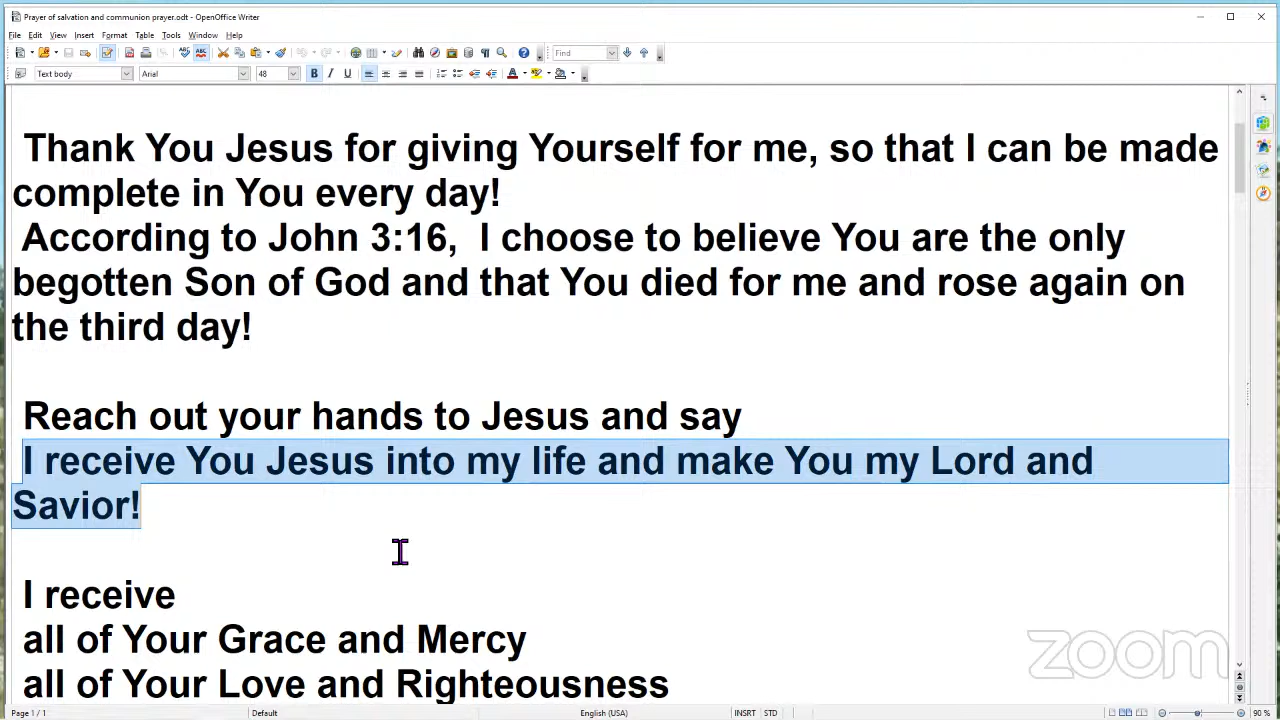 Prayer of salvation and communion prayer.odt - OpenOffice Writer
File Edit View Insert Format Table Tools Window Help
Find
Text body Arial 48
Thank You Jesus for giving Yourself for me, so that I can be made
complete in You every day!
According to John 3:16,  I choose to believe You are the only
begotten Son of God and that You died for me and rose again on
the third day!
Reach out your hands to Jesus and say
I receive You Jesus into my life and make You my Lord and
Savior!
I receive
all of Your Grace and Mercy
all of Your Love and Righteousness
zoom
Page 1 / 1 Default English (USA) INSRT STD 90 %